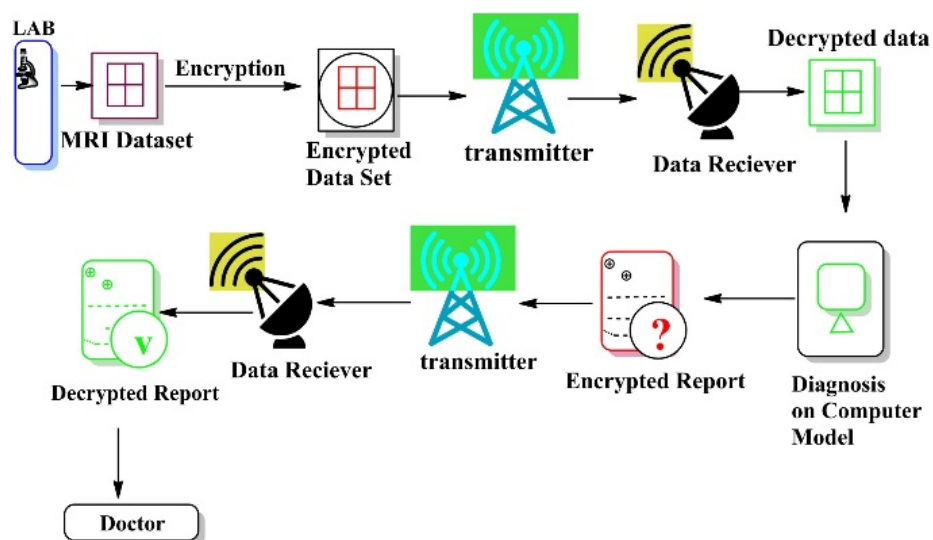 LAB
MRI Dataset
Encryption
Encrypted
Data Set
transmitter
Data Reciever
Decrypted data
Diagnosis
on Computer
Model
?
Encrypted Report
transmitter
Data Reciever
v
Decrypted Report
Doctor